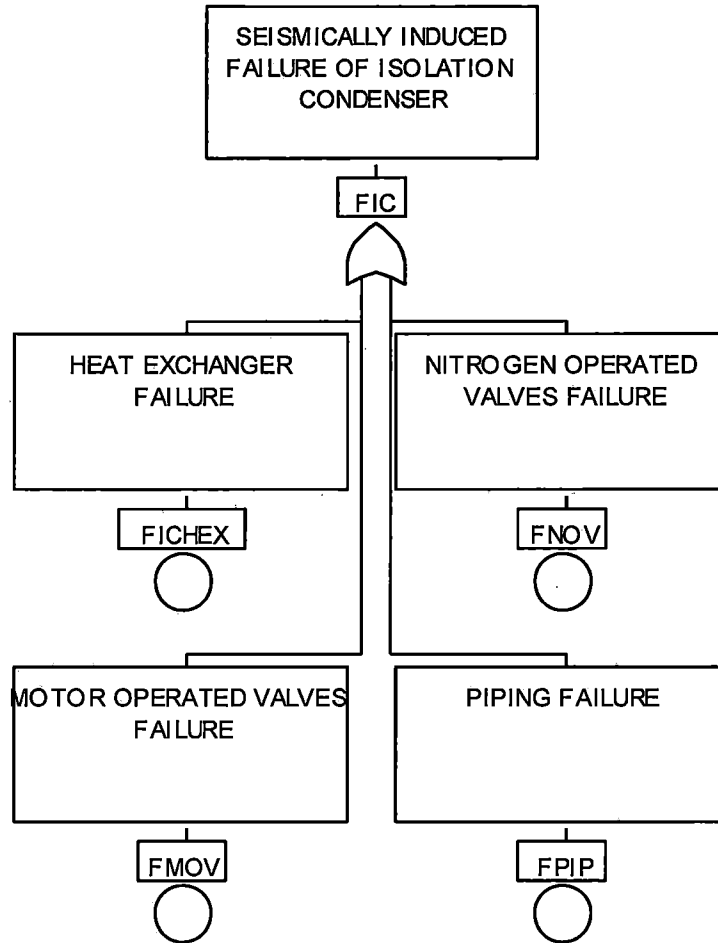 SEISMICALLY INDUCED
FAILURE OF ISOLATION
CONDENSER
FIC
HEAT EXCHANGER
FAILURE
NITROGEN OPERATED
VALVES FAILURE
FICHEX
FNOV
MOTOR OPERATED VALVES
FAILURE
PIPING FAILURE
FMOV
FPIP